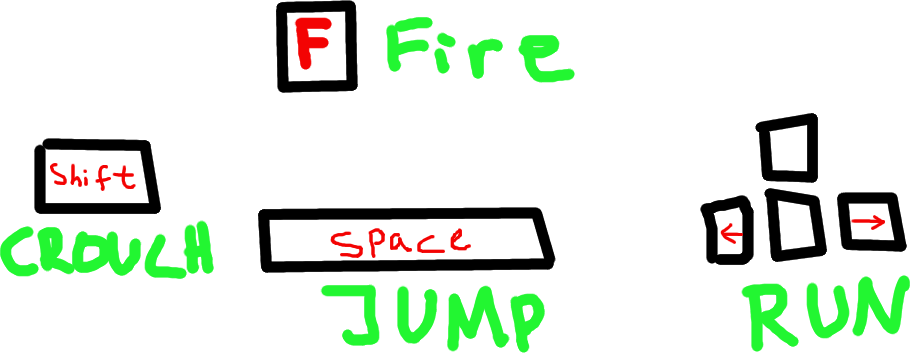 F Fire
Shift
CROUCH
Space
JUMP
← →
RUN